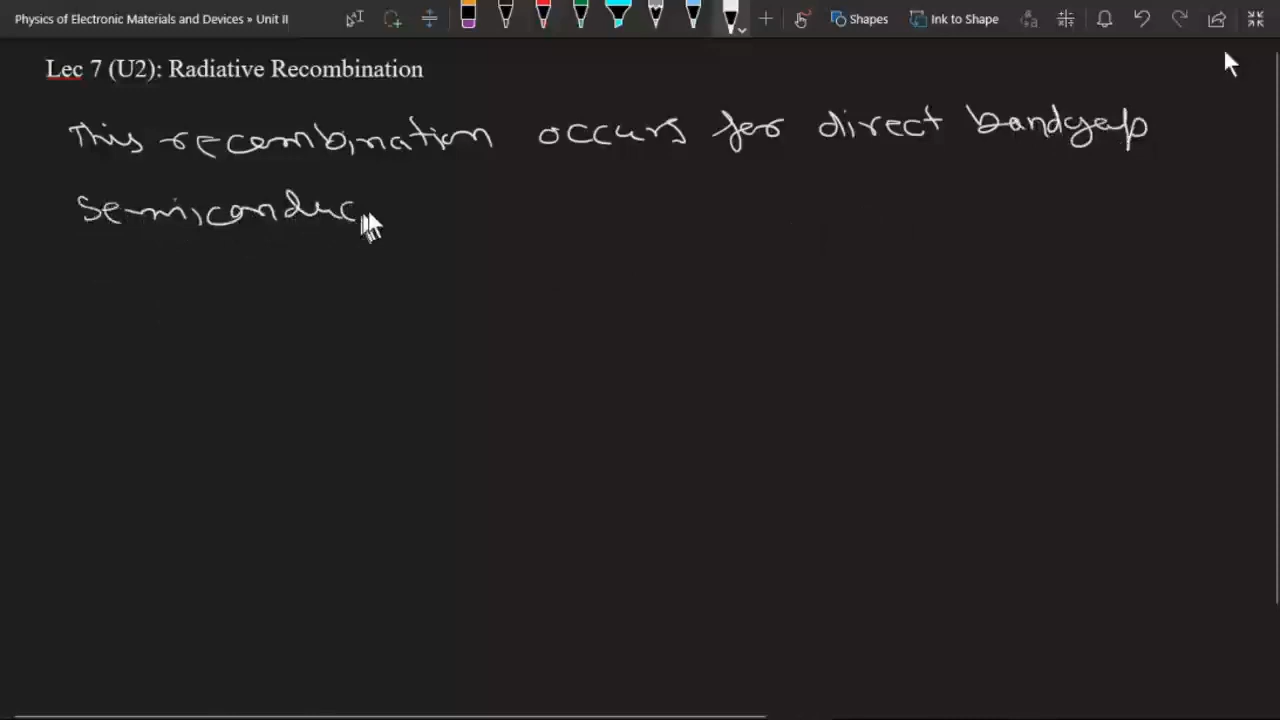 Physics of Electronic Materials and Devices » Unit II
Shapes
Ink to Shape
Lec 7 (U2): Radiative Recombination
This recombination occurs for direct bandgap
semiconduc